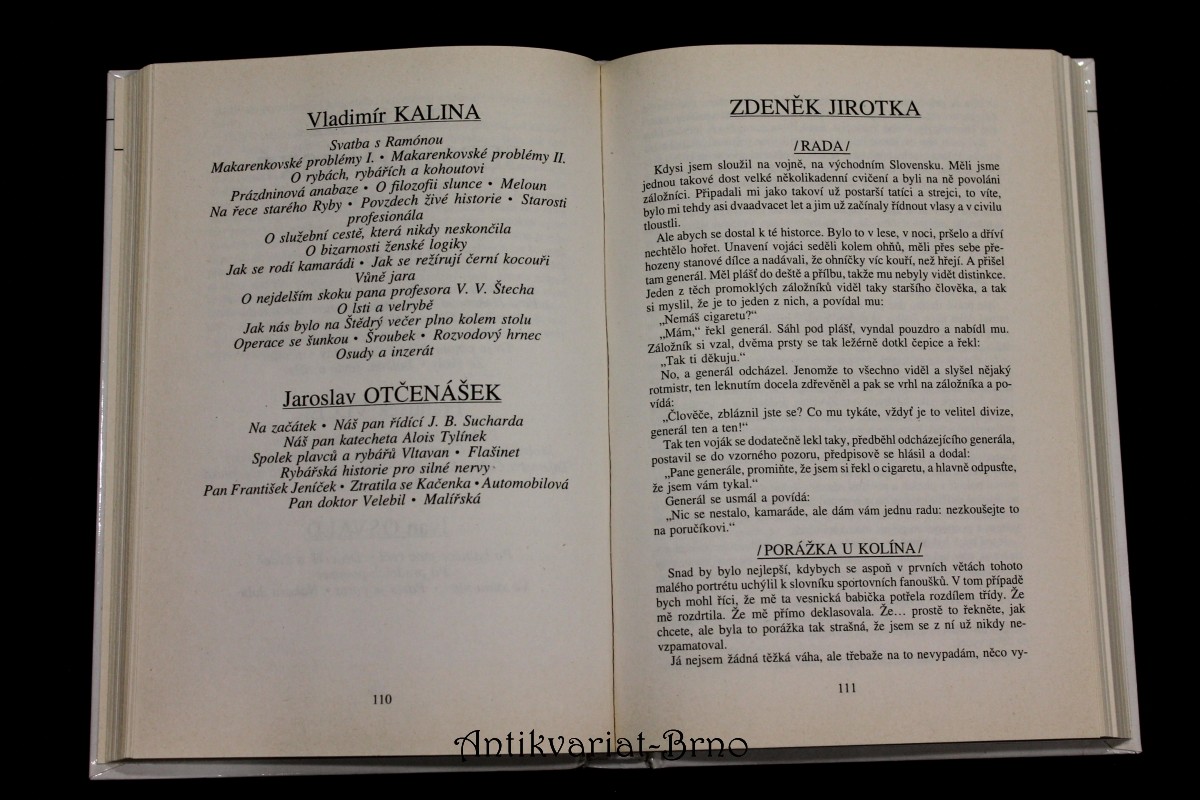 Vladimír KALINA
Svatba s Ramónou
Makarenkovské problémy I. • Makarenkovské problémy II.
O rybách, rybářích a kohoutovi
Prázdninová anabaze • O filozofii slunce • Meloun
Na řece starého Ryby • Povzdech živé historie • Starosti
profesionála
O služební cestě, která nikdy neskončila
O bizarnosti ženské logiky
Jak se rodí kamarádi • Jak se režírují černí kocouři
Vůně jara
O nejdelším skoku pana profesora V. V. Štecha
O lsti a velrybě
Jak nás bylo na Štědrý večer plno kolem stolu
Operace se šunkou • Šroubek • Rozvodový hrnec
Osudy a inzerát
Jaroslav OTČENÁŠEK
Na začátek • Náš pan řídící J. B. Sucharda
Náš pan katecheta Alois Tylínek
Spolek plavců a rybářů Vltavan • Flašinet
Rybářská historie pro silné nervy
Pan František Jeníček • Ztratila se Kačenka • Automobilová
Pan doktor Velebil • Malířská
110
ZDENĚK JIROTKA
/RADA/
Kdysi jsem sloužil na vojně, na východním Slovensku. Měli jsme
jednou takové dost velké několikadenní cvičení a byli na ně povoláni
záložníci. Připadali mi jako takoví už postarší tatíci a strejci, to víte,
bylo mi tehdy asi dvaadvacet let a jim už začínaly řídnout vlasy a v civilu
tloustli.
Ale abych se dostal k té historce. Bylo to v lese, v noci, pršelo a dříví
nechtělo hořet. Unavení vojáci seděli kolem ohňů, měli přes sebe pře-
hozeny stanové dílce a nadávali, že ohníčky víc kouří, než hřejí. A přišel
tam generál. Měl plášť do deště a přílbu, takže mu nebyly vidět distinkce.
Jeden z těch promoklých záložníků viděl taky staršího člověka, a tak
si myslil, že je to jeden z nich, a povídal mu:
„Nemáš cigaretu?“
„Mám,“ řekl generál. Sáhl pod plášť, vyndal pouzdro a nabídl mu.
Záložník si vzal, dvěma prsty se tak ležérně dotkl čepice a řekl:
„Tak ti děkuju.“
No, a generál odcházel. Jenomže to všechno viděl a slyšel nějaký
rotmistr, ten leknutím docela zdřevěněl a pak se vrhl na záložníka a po-
vídá:
„Člověče, zbláznil jste se? Co mu tykáte, vždyť je to velitel divize,
generál ten a ten!“
Tak ten voják se dodatečně lekl taky, předběhl odcházejícího generála,
postavil se do vzorného pozoru, předpisově se hlásil a dodal:
„Pane generále, promiňte, že jsem si řekl o cigaretu, a hlavně odpusťte,
že jsem vám tykal.“
Generál se usmál a povídá:
„Nic se nestalo, kamaráde, ale dám vám jednu radu: nezkoušejte to
na poručíkovi.“
/PORÁŽKA U KOLÍNA/
Snad by bylo nejlepší, kdybych se aspoň v prvních větách tohoto
malého portrétu uchýlil k slovníku sportovních fanoušků. V tom případě
bych mohl říci, že mě ta vesnická babička potřela rozdílem třídy. Že
mě rozdrtila. Že mě přímo deklasovala. Že... prostě to řekněte, jak
chcete, ale byla to porážka tak strašná, že jsem se z ní už nikdy ne-
vzpamatoval.
Já nejsem žádná těžká váha, ale třebaže na to nevypadám, něco vy-
111
Antikvariat-Brno